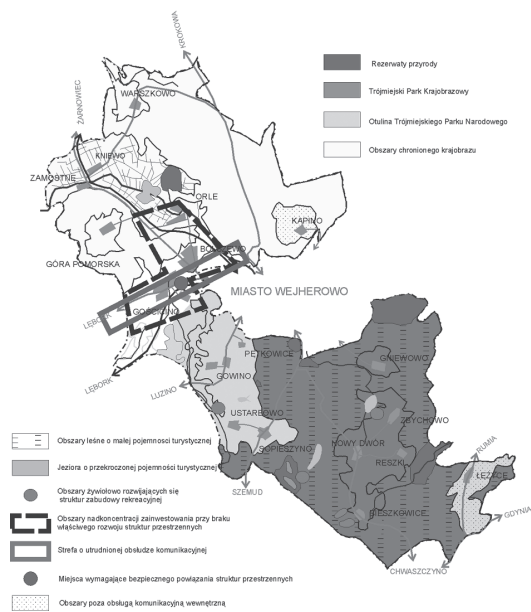 KROKOWA
ŻARNOWIEC
WARSZKOWO
KNIEWO
ZAMOSTNE
ORLE
KĄPINO
GÓRA POMORSKA
BOLSZEWO
MIASTO WEJHEROWO
LĘBORK
GOŚCICINO
LĘBORK
LUZINO
PĘTKOWICE
GOWINO
GNIEWOWO
USTARBOWO
ZBYCHOWO
SOPIESZYNO
NOWY DWÓR
RESZKI
RUMIA
ŁĘŻYCE
SZEMUD
BIESZKOWICE
GDYNIA
CHWASZCZYNO
Rezerwaty przyrody
Trójmiejski Park Krajobrazowy
Otulina Trójmiejskiego Parku Narodowego
Obszary chronionego krajobrazu
Obszary leśne o małej pojemnosci turystycznej
Jeziora o przekroczonej pojemności turystycznej
Obszary żywiołowo rozwijających się
struktur zabudowy rekreacyjnej
Obszary nadkoncentracji zainwestowania przy braku
właściwego rozwoju struktur przestrzennych
Strefa o utrudnionej obsłudze komunikacyjnej
Miejsca wymagające bezpiecznego powiązania struktur przestrzennych
Obszary poza obsługą komunikacyjną wewnętrzną